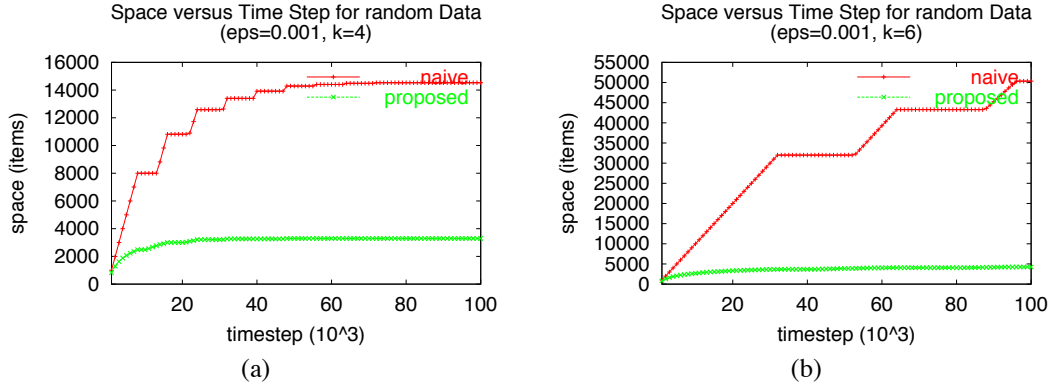 Space versus Time Step for random Data
(eps=0.001, k=4)
16000
14000
12000
10000
8000
6000
4000
2000
0
space (items)
naive
proposed
20
40
60
80
100
timestep (10^3)
(a)
Space versus Time Step for random Data
(eps=0.001, k=6)
55000
50000
45000
40000
35000
30000
25000
20000
15000
10000
5000
0
space (items)
naive
proposed
20
40
60
80
100
timestep (10^3)
(b)